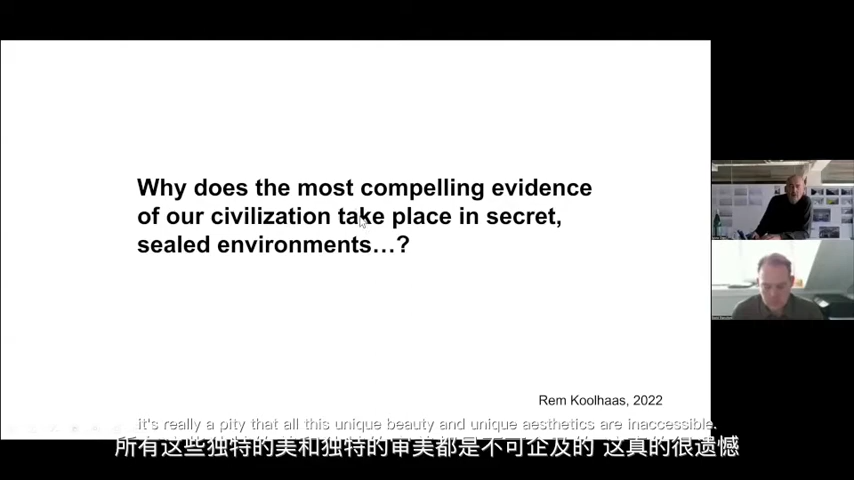 Why does the most compelling evidence
of our civilization take place in secret,
sealed environments…?
Rem Koolhaas, 2022
it's really a pity that all this unique beauty and unique aesthetics are inaccessible.
所有这些独特的美和独特的审美都是不可企及的 这真的很遗憾